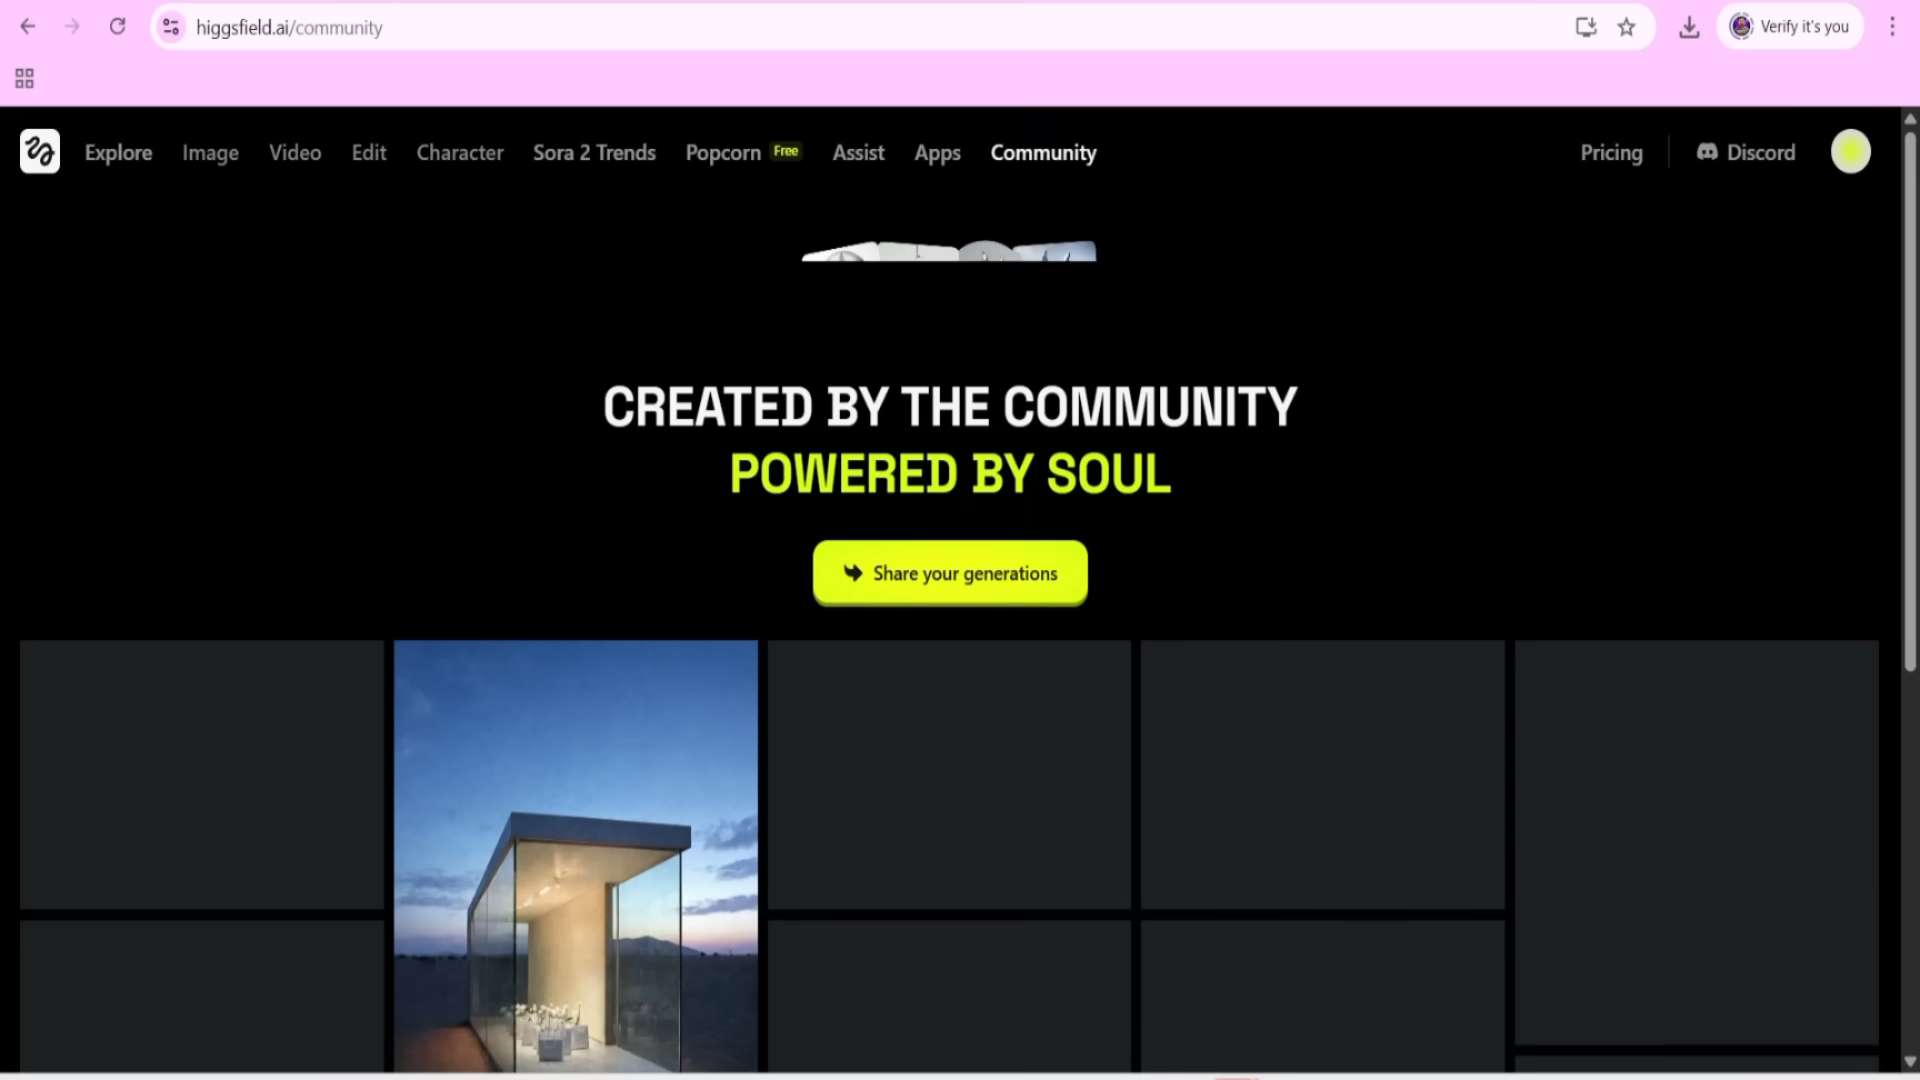 higgsfield.ai/community
Verify it's you
Explore Image Video Edit Character Sora 2 Trends Popcorn Free Assist Apps Community Pricing Discord
CREATED BY THE COMMUNITY
POWERED BY SOUL
Share your generations